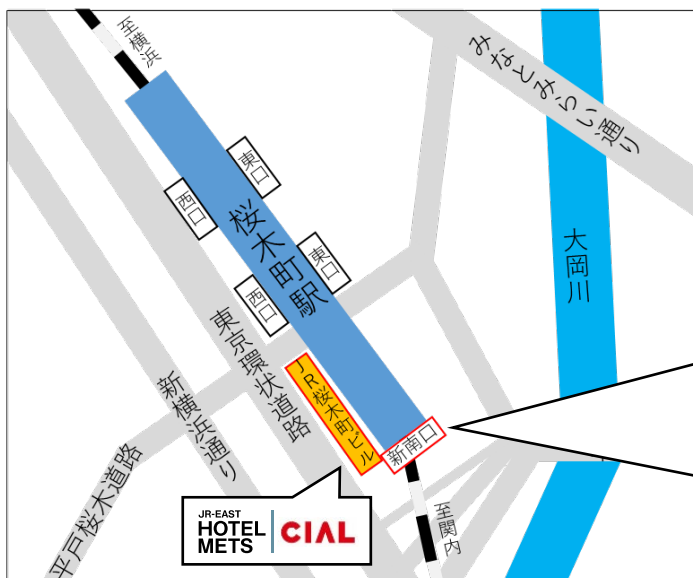 至横浜
みなとみらい通り
東口
西口
桜木町駅
大岡川
東口
西口
東京環状道路
JR桜木町ビル
新横浜通り
新南口
平戸桜木道路
JR-EAST
HOTEL
METS
CIAL
至関内